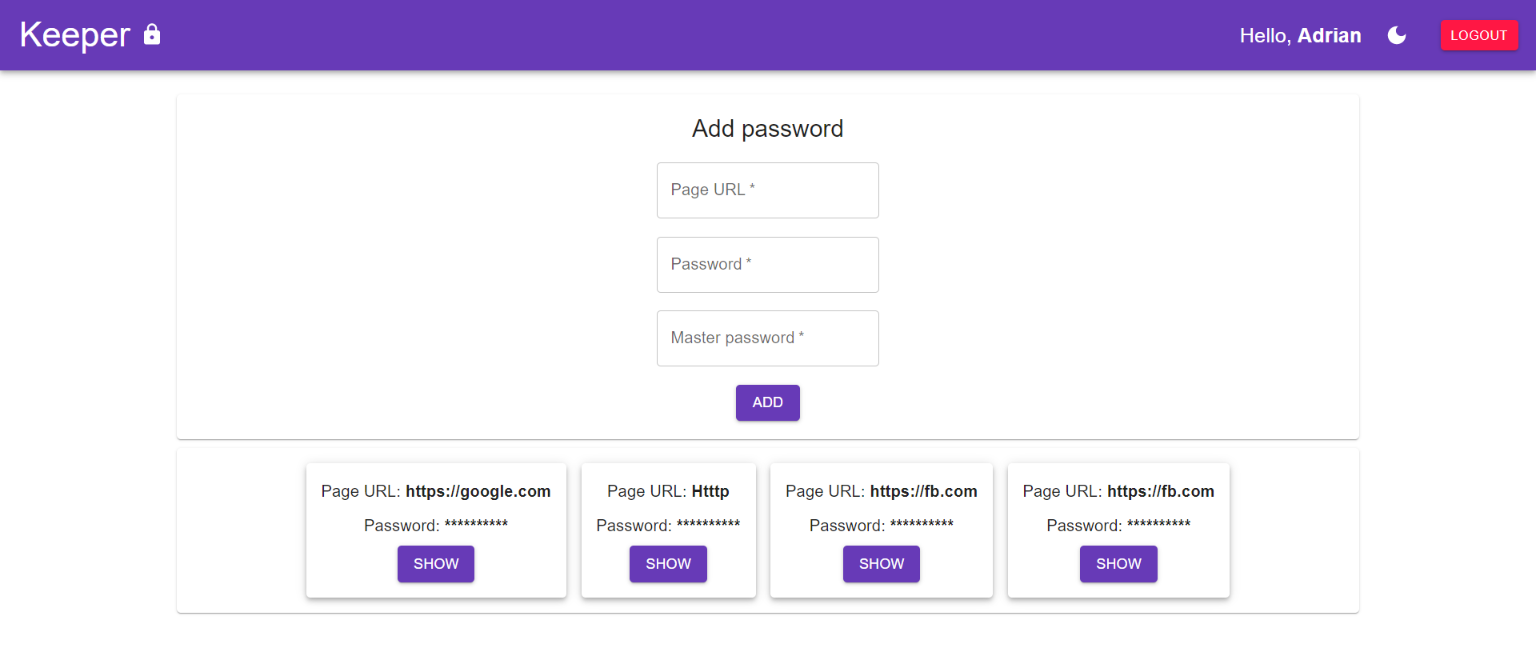 Keeper
Hello, Adrian
LOGOUT
Add password
Page URL *
Password *
Master password *
ADD
Page URL: https://google.com
Password: **********
SHOW
Page URL: Htttp
Password: **********
SHOW
Page URL: https://fb.com
Password: **********
SHOW
Page URL: https://fb.com
Password: **********
SHOW